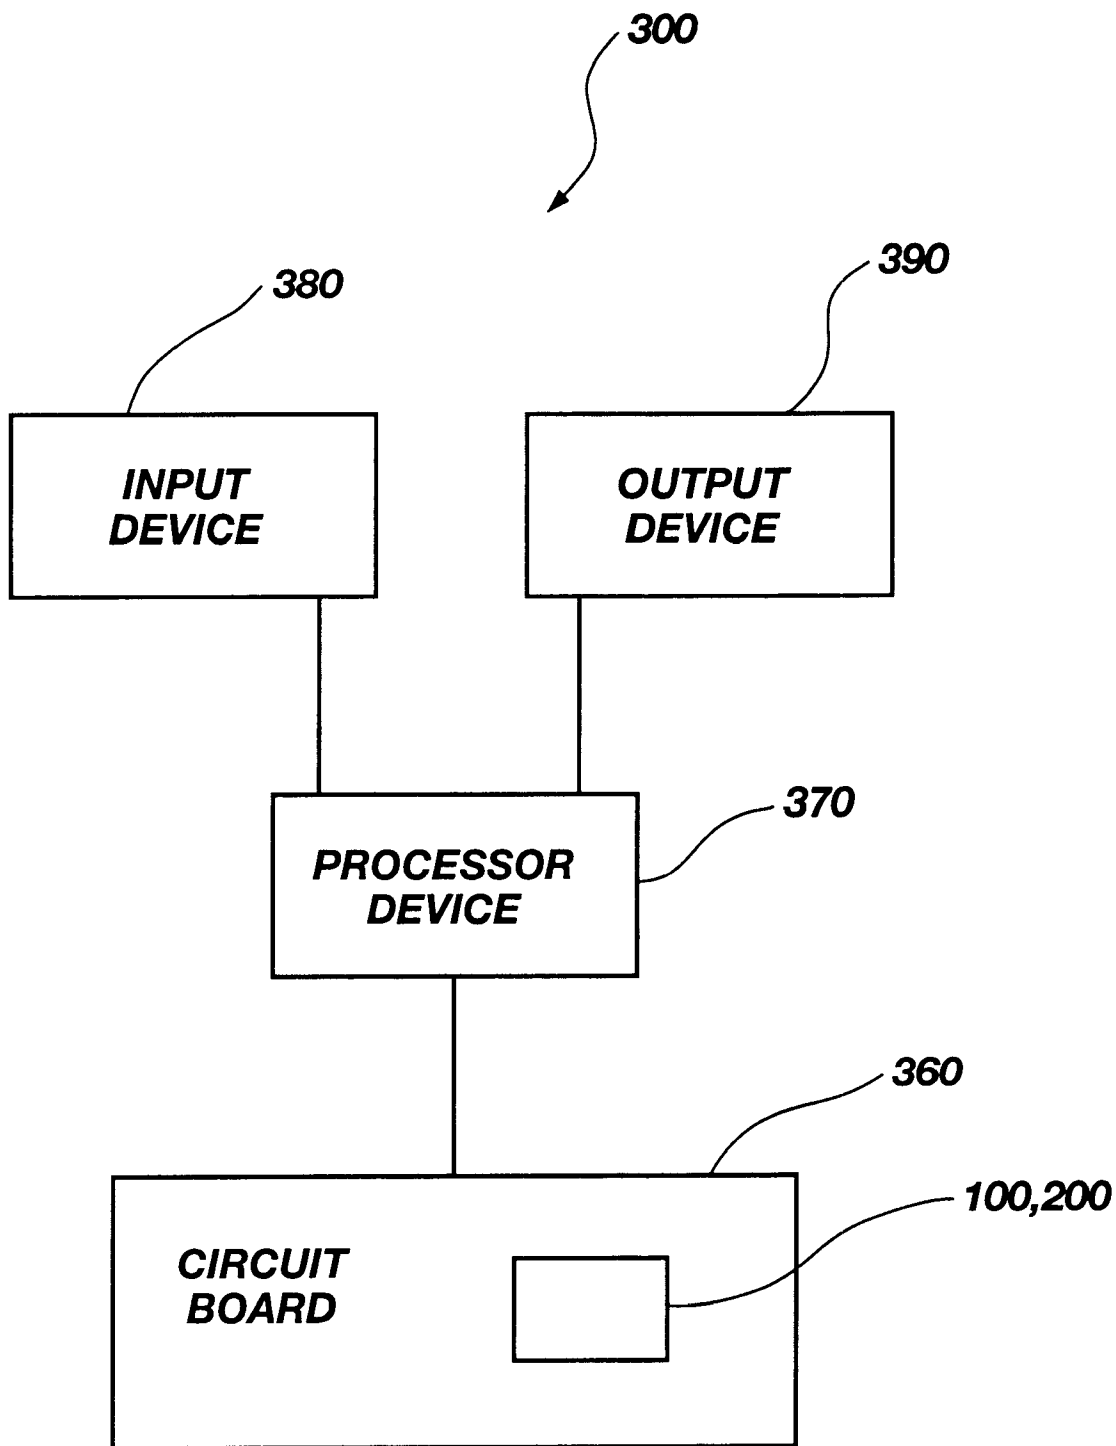 300
380
390
INPUT
DEVICE
OUTPUT
DEVICE
370
PROCESSOR
DEVICE
360
100,200
CIRCUIT
BOARD